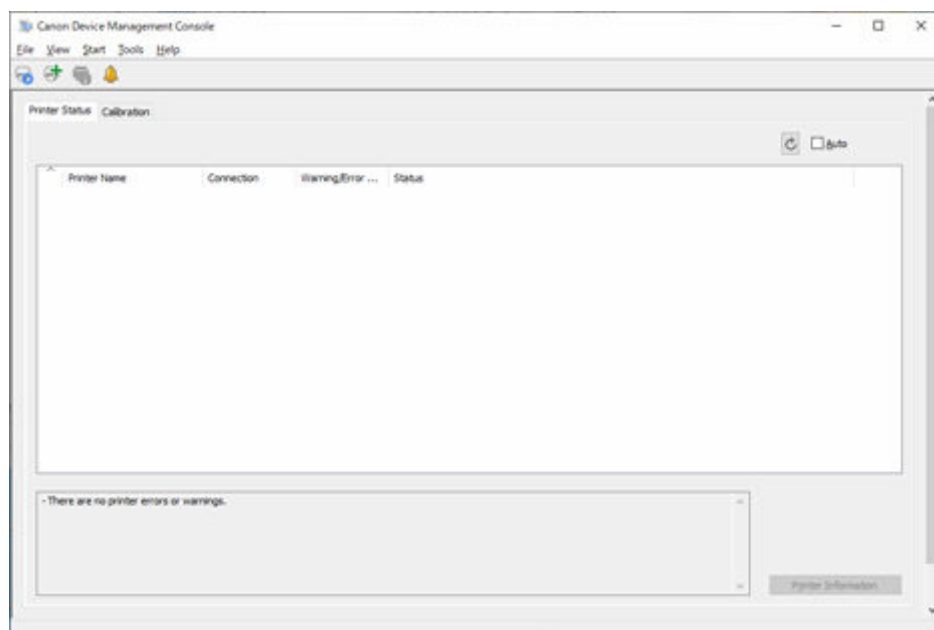 Canon Device Management Console
File View Start Tools Help
Printer Status Calibration
Auto
Printer Name Connection Warning/Error ... Status
- There are no printer errors or warnings.
Printer Information